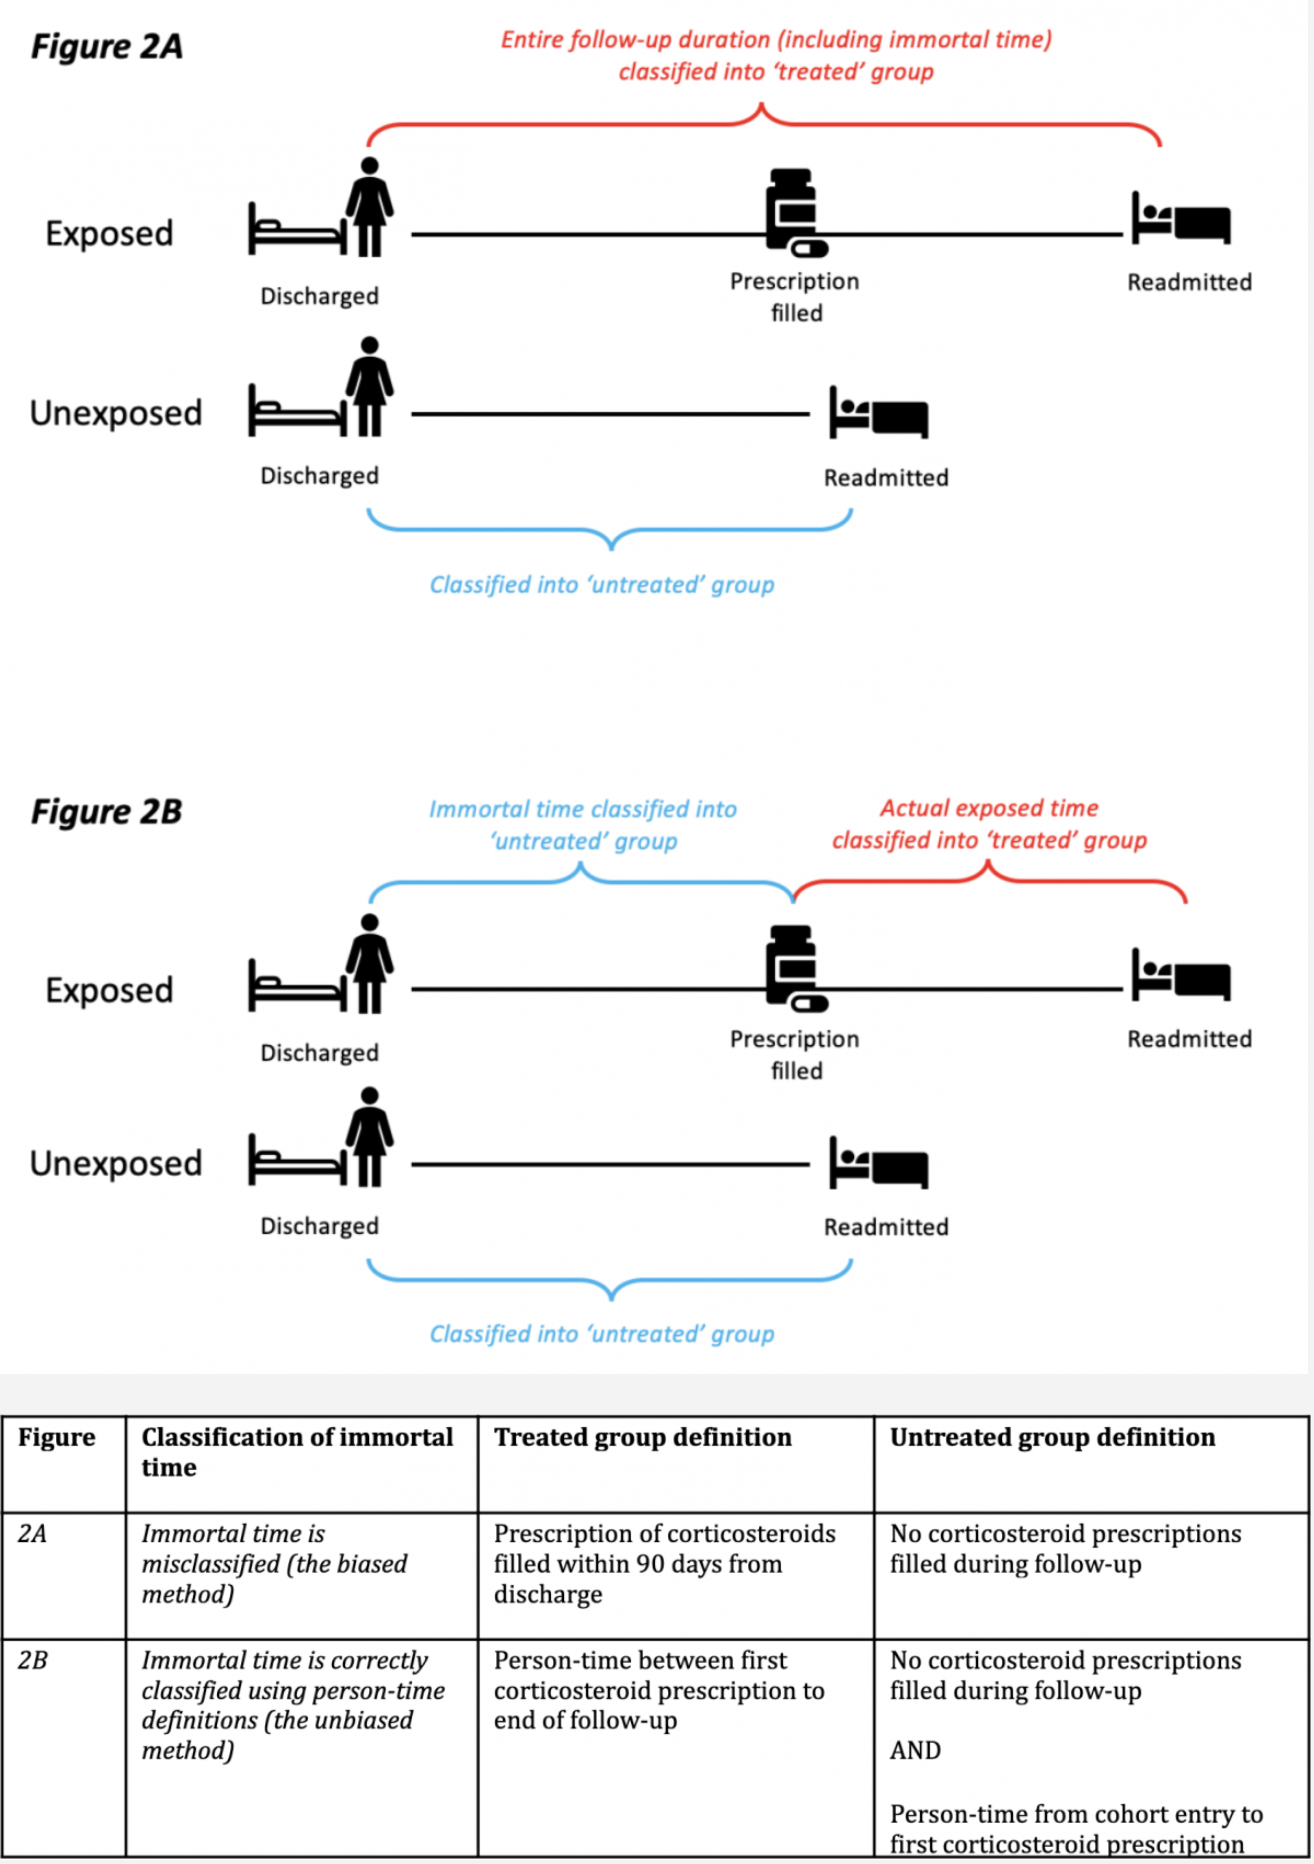 Figure 2A
Entire follow-up duration (including immortal time)
classified into ‘treated’ group
Exposed
Discharged
Prescription
filled
Readmitted
Unexposed
Discharged
Readmitted
Classified into ‘untreated’ group
Figure 2B
Immortal time classified into
‘untreated’ group
Actual exposed time
classified into ‘treated’ group
Exposed
Discharged
Prescription
filled
Readmitted
Unexposed
Discharged
Readmitted
Classified into ‘untreated’ group
Figure
Classification of immortal
time
Treated group definition
Untreated group definition
2A
Immortal time is
misclassified (the biased
method)
Prescription of corticosteroids
filled within 90 days from
discharge
No corticosteroid prescriptions
filled during follow-up
2B
Immortal time is correctly
classified using person-time
definitions (the unbiased
method)
Person-time between first
corticosteroid prescription to
end of follow-up
No corticosteroid prescriptions
filled during follow-up
AND
Person-time from cohort entry to
first corticosteroid prescription